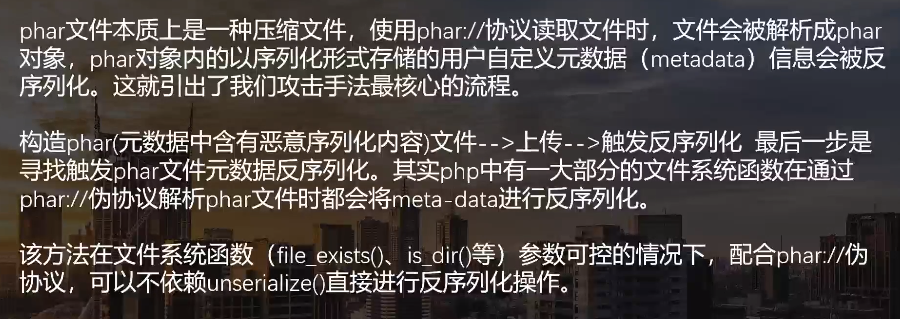 phar文件本质上是一种压缩文件，使用phar://协议读取文件时，文件会被解析成phar
对象，phar对象内的以序列化形式存储的用户自定义元数据（metadata）信息会被反
序列化。这就引出了我们攻击手法最核心的流程。
构造phar(元数据中含有恶意序列化内容)文件-->上传-->触发反序列化  最后一步是
寻找触发phar文件元数据反序列化。其实php中有一大部分的文件系统函数在通过
phar://伪协议解析phar文件时都会将meta-data进行反序列化。
该方法在文件系统函数（file_exists()、is_dir()等）参数可控的情况下，配合phar://伪
协议，可以不依赖unserialize()直接进行反序列化操作。